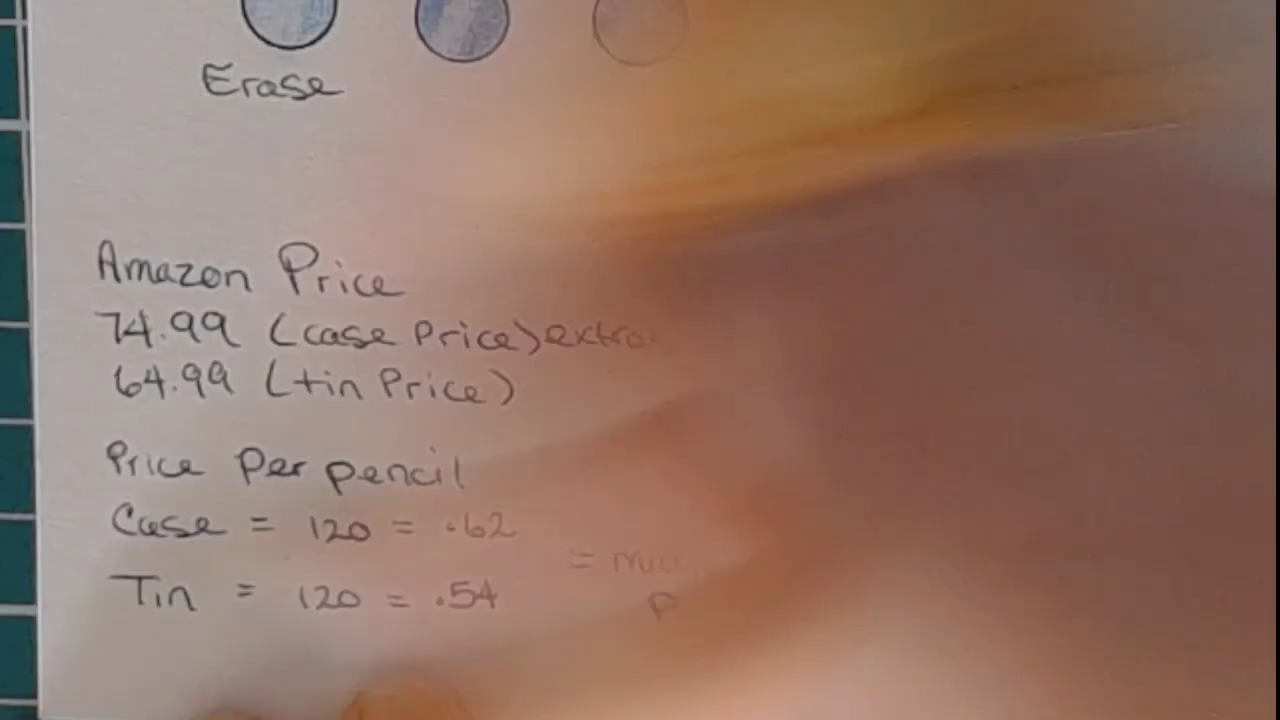 Erase
Amazon Price
74.99 (case Price) extra
64.99 (tin Price)
Price Per pencil
Case = 120 = .62
Tin = 120 = .54
=